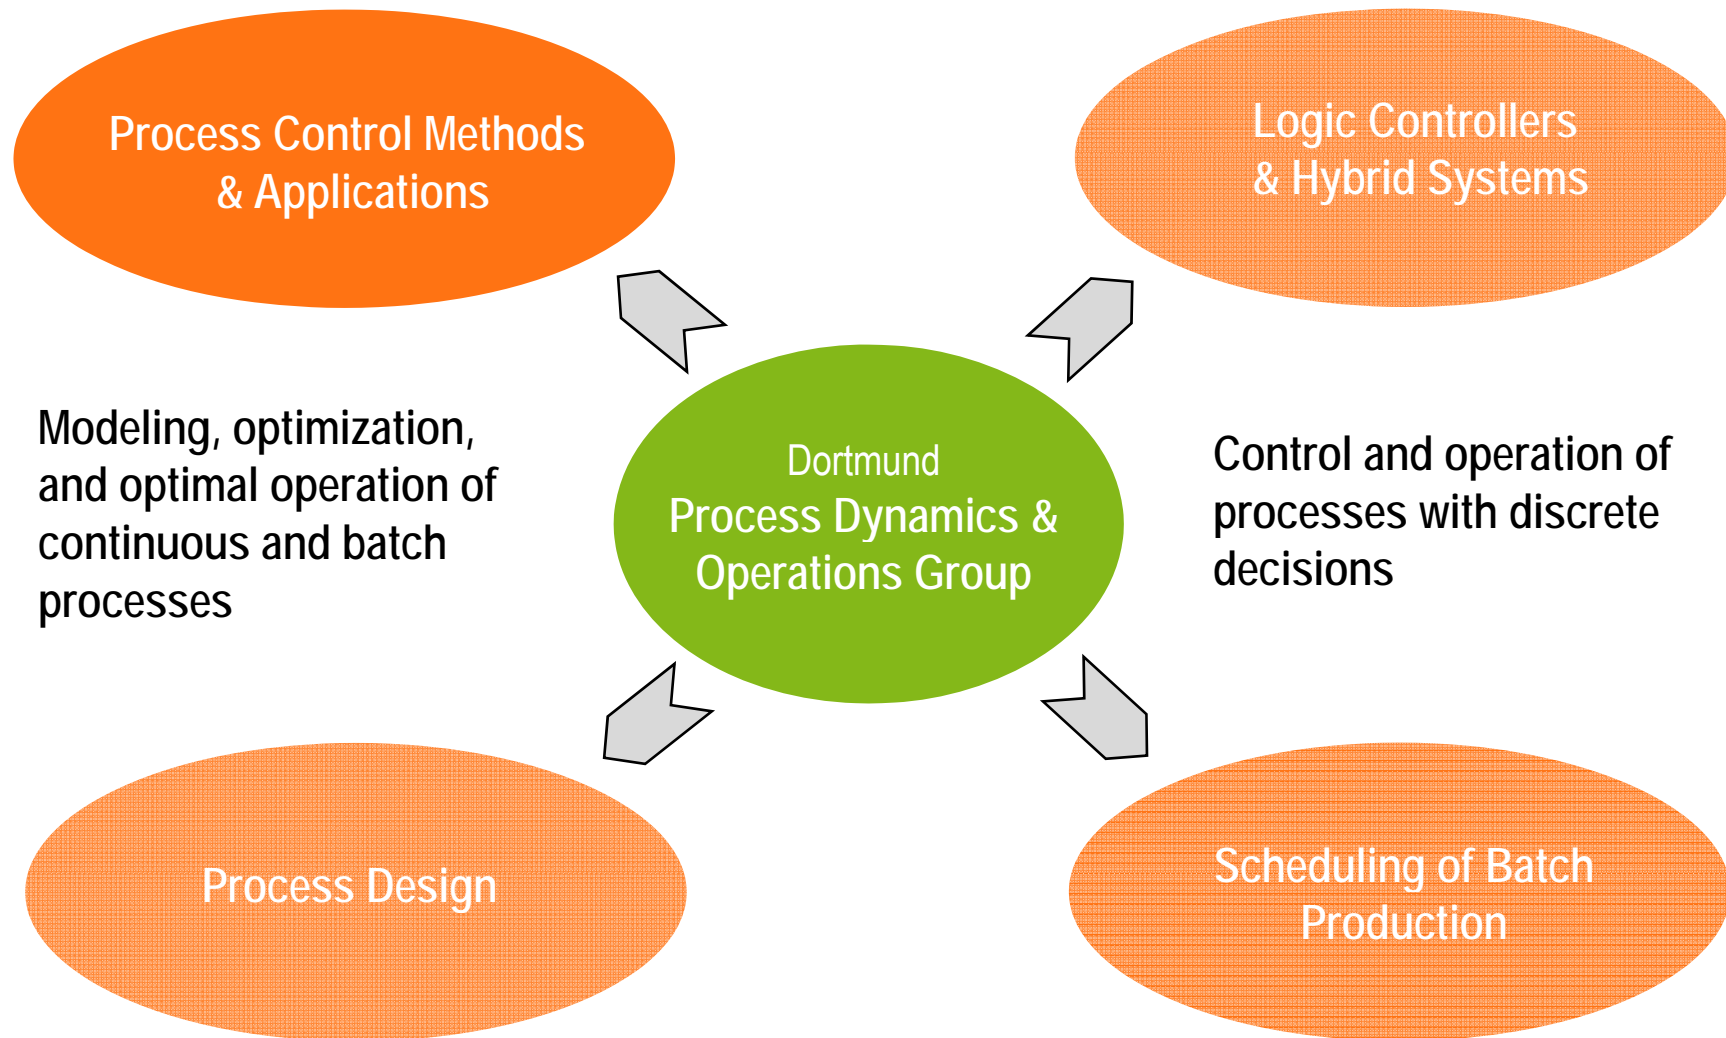 Process Control Methods
& Applications
Logic Controllers
& Hybrid Systems
Modeling, optimization,
and optimal operation of
continuous and batch
processes
Dortmund
Process Dynamics &
Operations Group
Control and operation of
processes with discrete
decisions
Process Design
Scheduling of Batch
Production